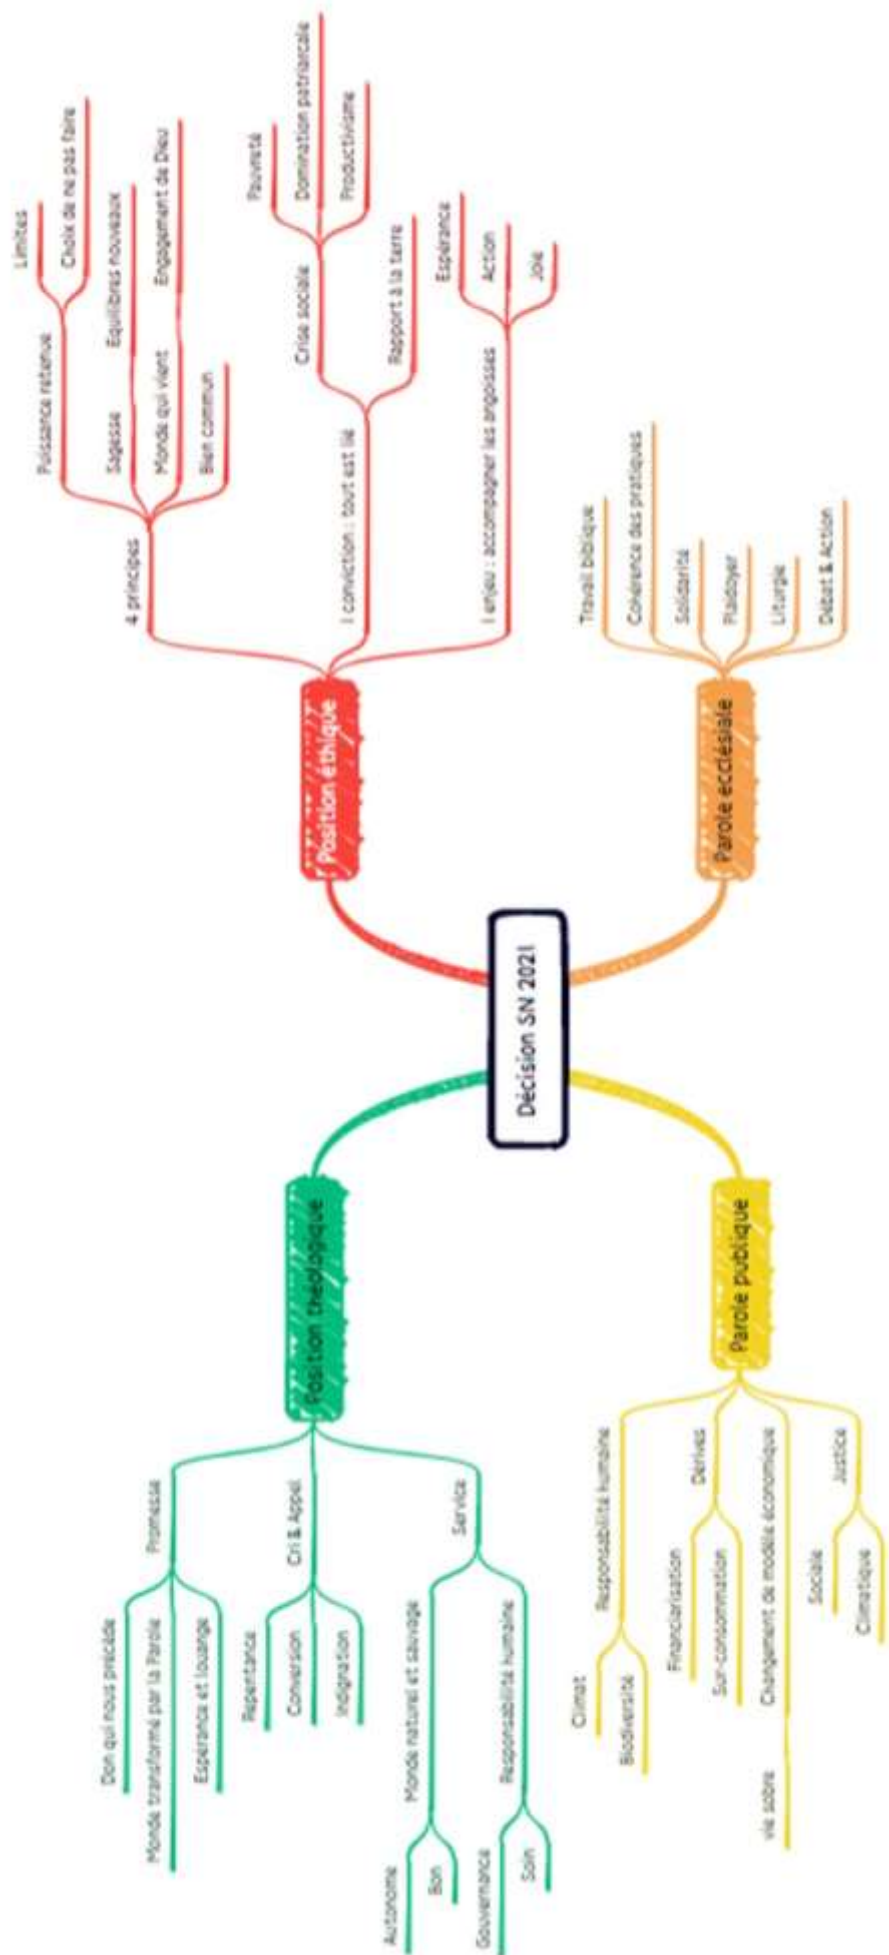 Décision SN 2021
Position théologique
Promesse
Don qui nous précède
Monde transformé par la Parole
Espérance et louange
Cri & Appel
Repentance
Conversion
Indignation
Service
Monde naturel et sauvage
Autonome
Bon
Responsabilité humaine
Gouvernance
Soin
Position éthique
4 principes
Puissance retenue
Limites
Choix de ne pas faire
Sagesse
Equilibres nouveaux
Monde qui vient
Engagement de Dieu
Bien commun
1 conviction : tout est lié
Crise sociale
Pauvreté
Domination patriarcale
Productivisme
Rapport à la terre
1 enjeu : accompagner les angoisses
Espérance
Action
Joie
Parole publique
Responsabilité humaine
Climat
Biodiversité
Dérives
Financiarisation
Sur-consommation
Changement de modèle économique
vie sobre
Justice
Sociale
Climatique
Parole ecclésiale
Travail biblique
Cohérence des pratiques
Solidarité
Plaidoyer
Liturgie
Débat & Action